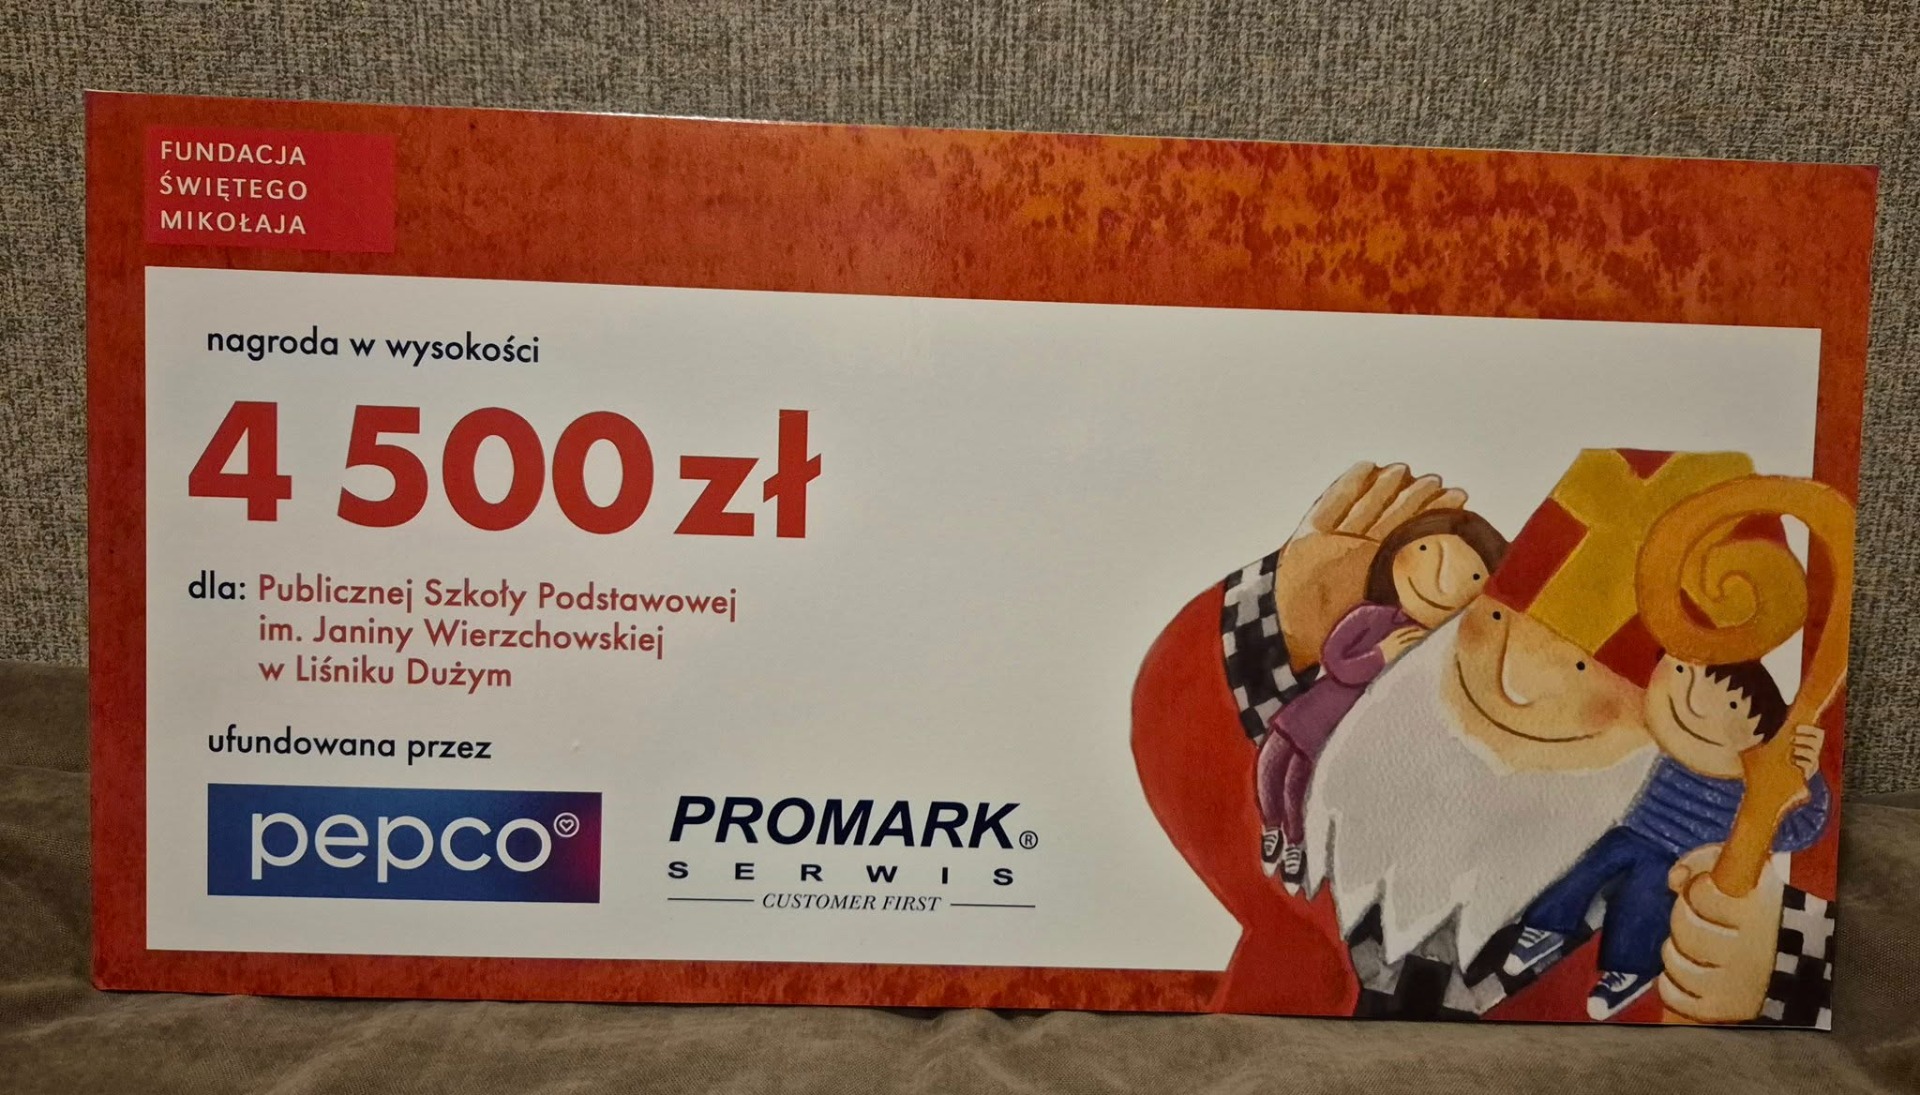 FUNDACJA
ŚWIĘTEGO
MIKOŁAJA
nagroda w wysokości
4 500 zł
dla: Publicznej Szkoły Podstawowej
im. Janiny Wierzchowskiej
w Liśniku Dużym
ufundowana przez
pepco
PROMARK®
SERWIS
CUSTOMER FIRST